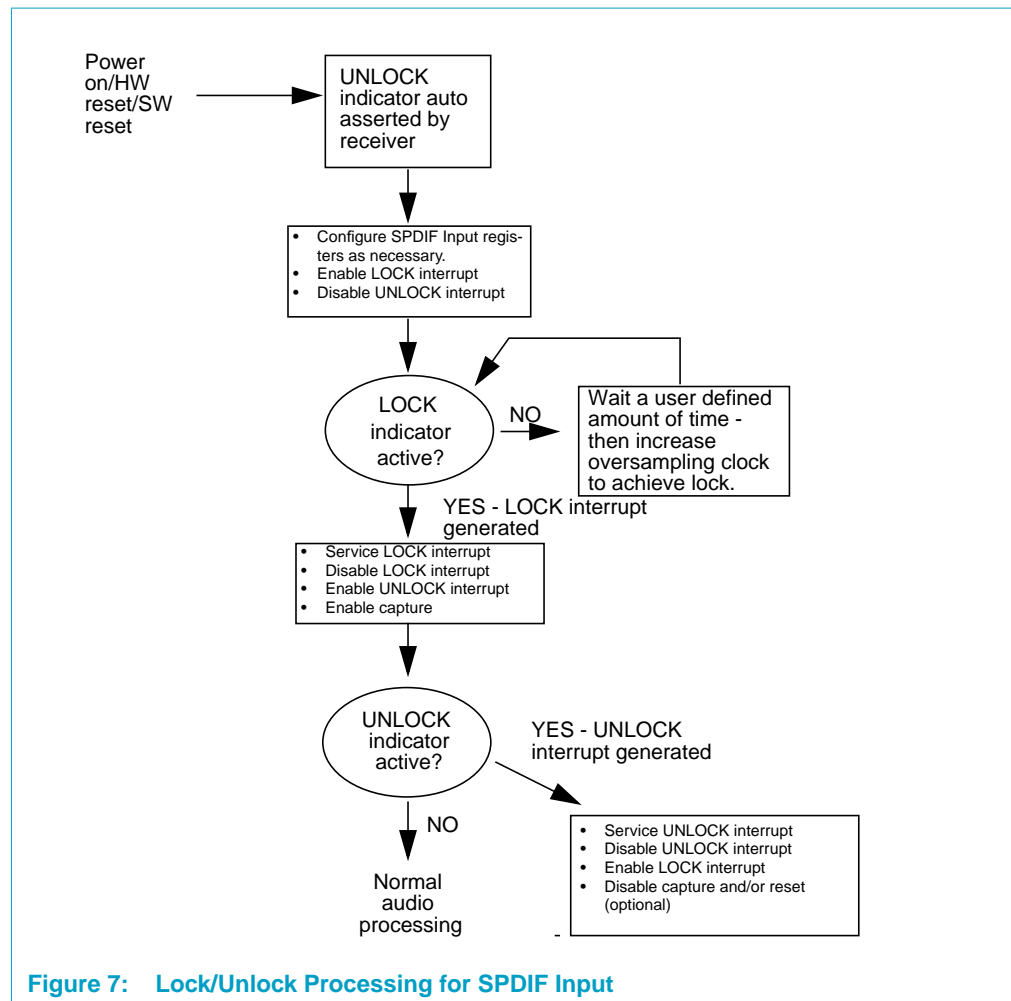 Power
on/HW
reset/SW
reset
UNLOCK
indicator auto
asserted by
receiver
• Configure SPDIF Input regis-
ters as necessary.
• Enable LOCK interrupt
• Disable UNLOCK interrupt
LOCK
indicator
active?
NO
Wait a user defined
amount of time -
then increase
oversampling clock
to achieve lock.
YES - LOCK interrupt
generated
• Service LOCK interrupt
• Disable LOCK interrupt
• Enable UNLOCK interrupt
• Enable capture
UNLOCK
indicator
active?
YES - UNLOCK
interrupt generated
NO
• Service UNLOCK interrupt
• Disable UNLOCK interrupt
• Enable LOCK interrupt
• Disable capture and/or reset
(optional)
Normal
audio
processing
Figure 7: Lock/Unlock Processing for SPDIF Input